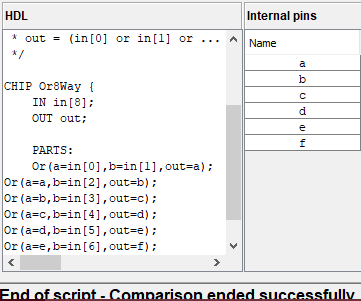 HDL
* out = (in[0] or in[1] or ...
*/
CHIP Or8Way {
IN in[8];
OUT out;
PARTS:
Or(a=in[0],b=in[1],out=a);
Or(a=a,b=in[2],out=b);
Or(a=b,b=in[3],out=c);
Or(a=c,b=in[4],out=d);
Or(a=d,b=in[5],out=e);
Or(a=e,b=in[6],out=f);
Internal pins
Name
a
b
c
d
e
f
End of script - Comparison ended successfully